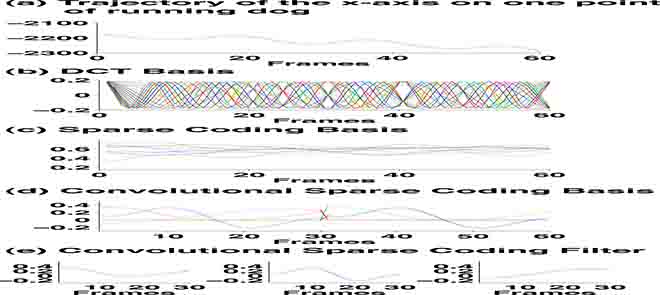 (a) Trajectory of the x-axis on one point
of running dog
−2100
−2200
−2300
0 20 40 60
Frames
(b) DCT Basis
0.2
0
−0.2
0 20 40 60
Frames
(c) Sparse Coding Basis
0.6
0.4
0.2
0 20 40 60
Frames
(d) Convolutional Sparse Coding Basis
0.4
0.2
0
−0.2
10 20 30 40 50 60
Frames
(e) Convolutional Sparse Coding Filter
10 20 30 10 20 30 10 20 30
Frames Frames Frames